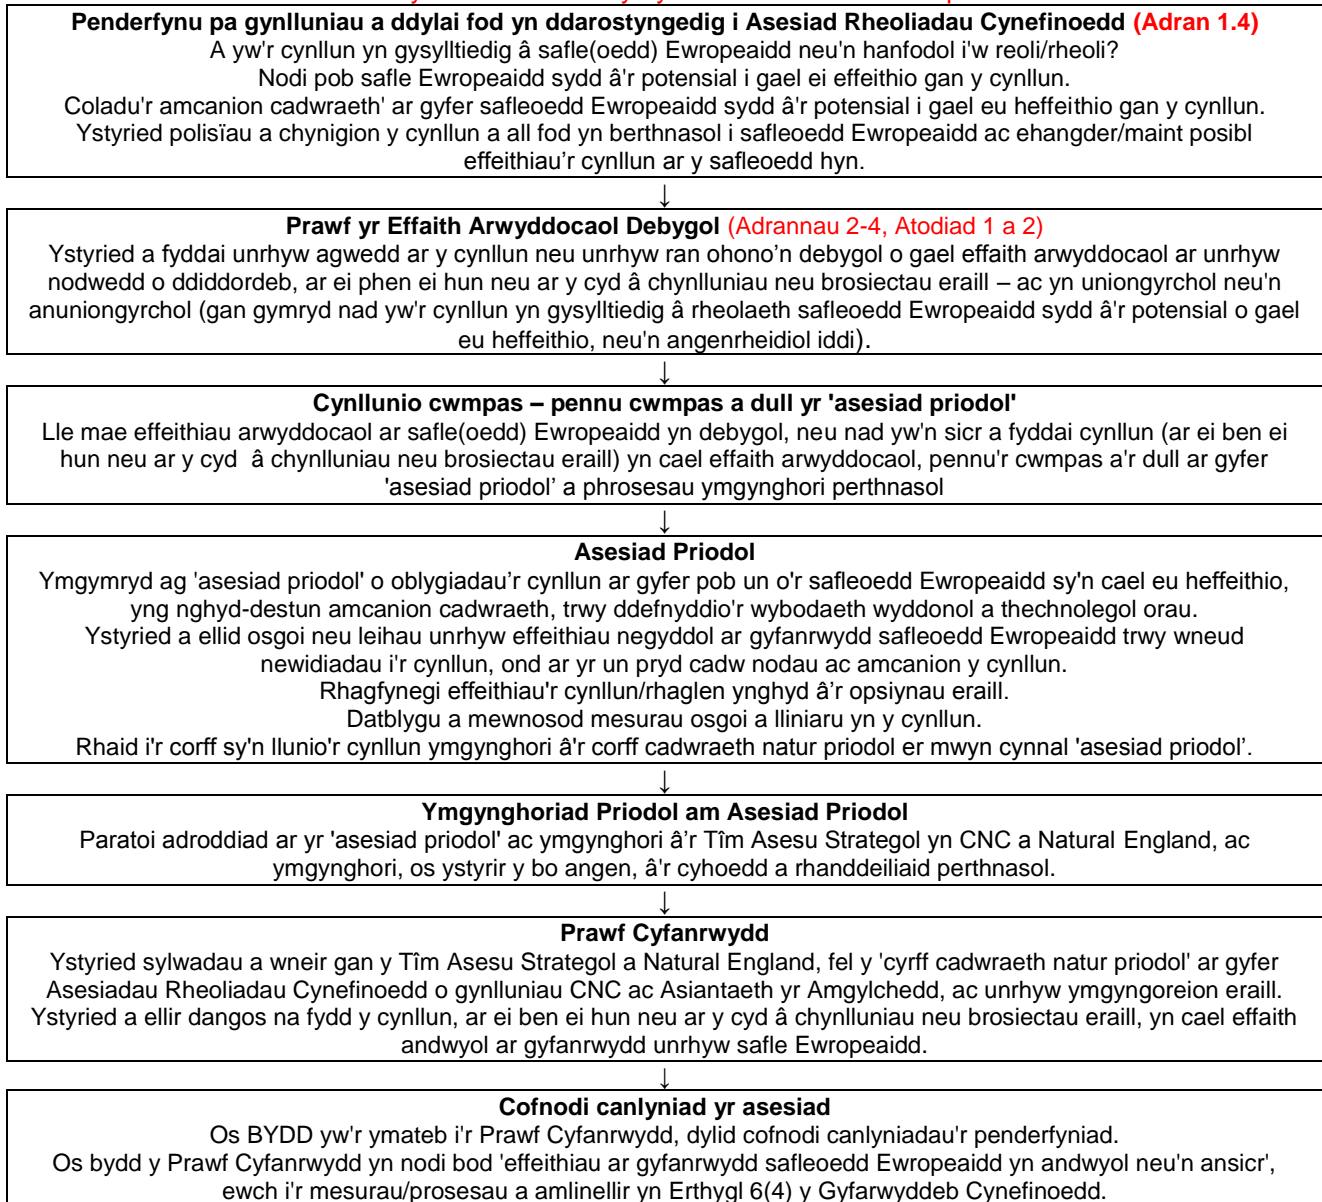 Penderfynu pa gynlluniau a ddylai fod yn ddarostyngedig i Asesiad Rheoliadau Cynefinoedd (Adran 1.4)
A yw'r cynllun yn gysylltiedig â safle(oedd) Ewropeaidd neu'n hanfodol i'w reoli/rheoli?
Nodi pob safle Ewropeaidd sydd â'r potensial i gael ei effeithio gan y cynllun.
Coladu'r amcanion cadwraeth' ar gyfer safleoedd Ewropeaidd sydd â'r potensial i gael eu heffeithio gan y cynllun.
Ystyried polisïau a chynigion y cynllun a all fod yn berthnasol i safleoedd Ewropeaidd ac ehangder/maint posibl
effeithiau'r cynllun ar y safleoedd hyn.
↓
Prawf yr Effaith Arwyddocaol Debygol (Adrannau 2-4, Atodiad 1 a 2)
Ystyried a fyddai unrhyw agwedd ar y cynllun neu unrhyw ran ohono'n debygol o gael effaith arwyddocaol ar unrhyw
nodwedd o ddiddordeb, ar ei phen ei hun neu ar y cyd â chynlluniau neu brosiectau eraill – ac yn uniongyrchol neu'n
anuniongyrchol (gan gymryd nad yw'r cynllun yn gysylltiedig â rheolaeth safleoedd Ewropeaidd sydd â'r potensial o gael
eu heffeithio, neu'n angenrheidiol iddi).
↓
Cynllunio cwmpas – pennu cwmpas a dull yr 'asesiad priodol'
Lle mae effeithiau arwyddocaol ar safle(oedd) Ewropeaidd yn debygol, neu nad yw'n sicr a fyddai cynllun (ar ei ben ei
hun neu ar y cyd â chynlluniau neu brosiectau eraill) yn cael effaith arwyddocaol, pennu'r cwmpas a'r dull ar gyfer
'asesiad priodol' a phrosesau ymgynghori perthnasol
↓
Asesiad Priodol
Ymgymryd ag 'asesiad priodol' o oblygiadau'r cynllun ar gyfer pob un o'r safleoedd Ewropeaidd sy'n cael eu heffeithio,
yng nghyd-destun amcanion cadwraeth, trwy ddefnyddio'r wybodaeth wyddonol a thechnolegol orau.
Ystyried a ellid osgoi neu leihau unrhyw effeithiau negyddol ar gyfanrwydd safleoedd Ewropeaidd trwy wneud
newidiadau i'r cynllun, ond ar yr un pryd cadw nodau ac amcanion y cynllun.
Rhagfynegi effeithiau'r cynllun/rhaglen ynghyd â'r opsiynau eraill.
Datblygu a mewnosod mesurau osgoi a lliniaru yn y cynllun.
Rhaid i'r corff sy'n llunio'r cynllun ymgynghori â'r corff cadwraeth natur priodol er mwyn cynnal 'asesiad priodol'.
↓
Ymgynghoriad Priodol am Asesiad Priodol
Paratoi adroddiad ar yr 'asesiad priodol' ac ymgynghori â'r Tîm Asesu Strategol yn CNC a Natural England, ac
ymgynghori, os ystyrir y bo angen, â'r cyhoedd a rhanddeiliaid perthnasol.
↓
Prawf Cyfanrwydd
Ystyried sylwadau a wneir gan y Tîm Asesu Strategol a Natural England, fel y 'cyrff cadwraeth natur priodol' ar gyfer
Asesiadau Rheoliadau Cynefinoedd o gynlluniau CNC ac Asiantaeth yr Amgylchedd, ac unrhyw ymgyngoreion eraill.
Ystyried a ellir dangos na fydd y cynllun, ar ei ben ei hun neu ar y cyd â chynlluniau neu brosiectau eraill, yn cael effaith
andwyol ar gyfanrwydd unrhyw safle Ewropeaidd.
↓
Cofnodi canlyniad yr asesiad
Os BYDD yw'r ymateb i'r Prawf Cyfanrwydd, dylid cofnodi canlyniadau'r penderfyniad.
Os bydd y Prawf Cyfanrwydd yn nodi bod 'effeithiau ar gyfanrwydd safleoedd Ewropeaidd yn andwyol neu'n ansicr',
ewch i'r mesurau/prosesau a amlinellir yn Erthygl 6(4) y Gyfarwyddeb Cynefinoedd.